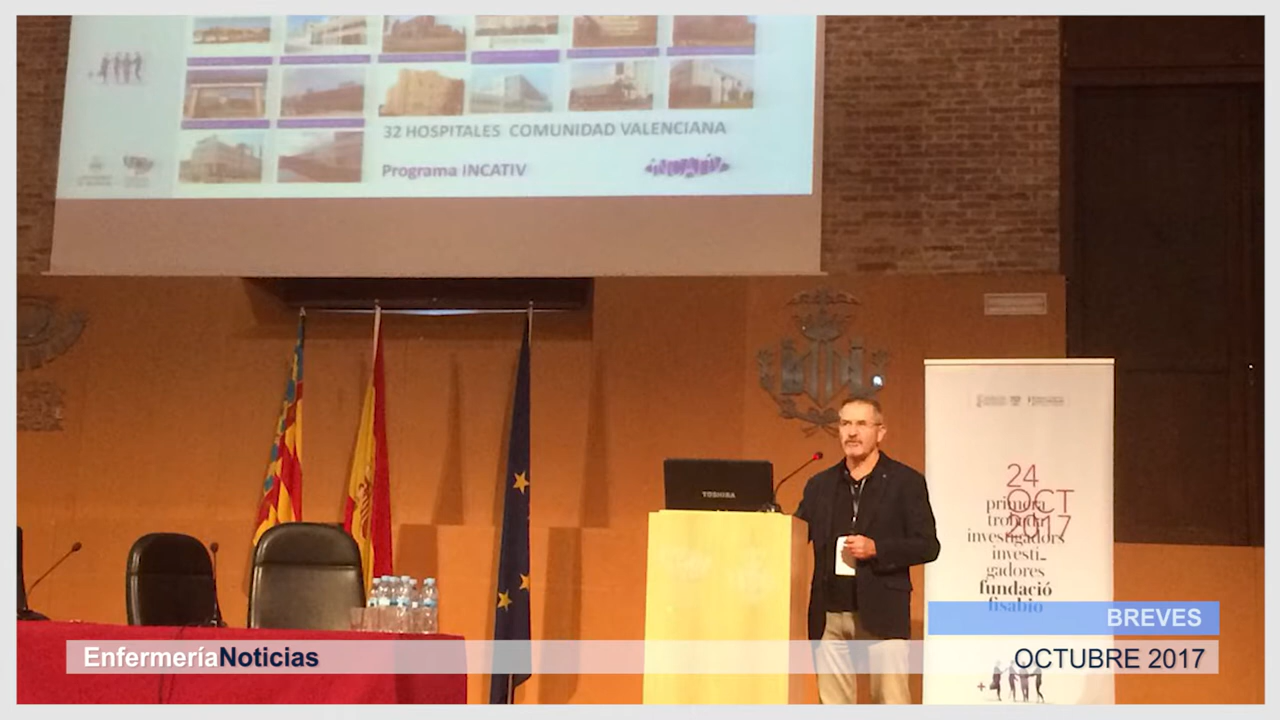 32 HOSPITALES COMUNIDAD VALENCIANA
Programa INCATIV
INCATIV
TOSHIBA
24
OCT
2017
primera
trobada
investigadors
investi-
gadores
fundació
fisabio
BREVES
EnfermeríaNoticias
OCTUBRE 2017